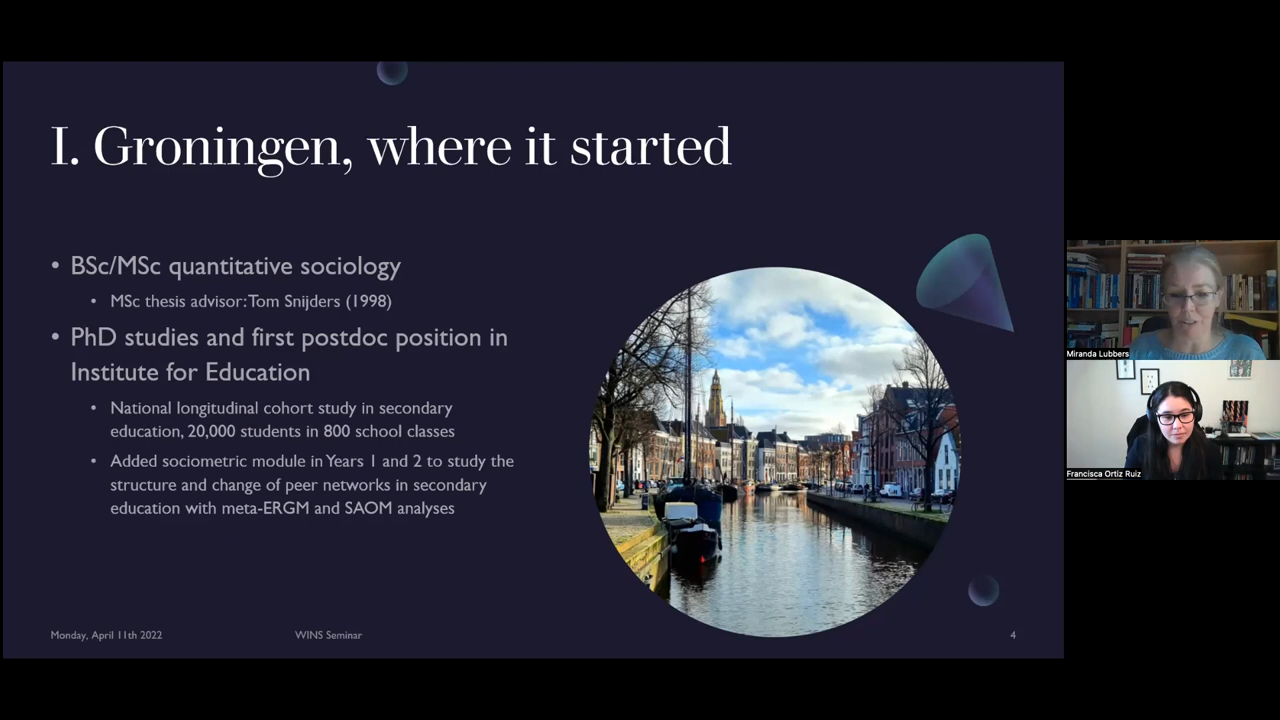 I. Groningen, where it started
• BSc/MSc quantitative sociology
• MSc thesis advisor: Tom Snijders (1998)
• PhD studies and first postdoc position in
Institute for Education
• National longitudinal cohort study in secondary
education, 20,000 students in 800 school classes
• Added sociometric module in Years 1 and 2 to study the
structure and change of peer networks in secondary
education with meta-ERGM and SAOM analyses
Monday, April 11th 2022
WINS Seminar
4
Miranda Lubbers
Francisca Ortiz Ruiz